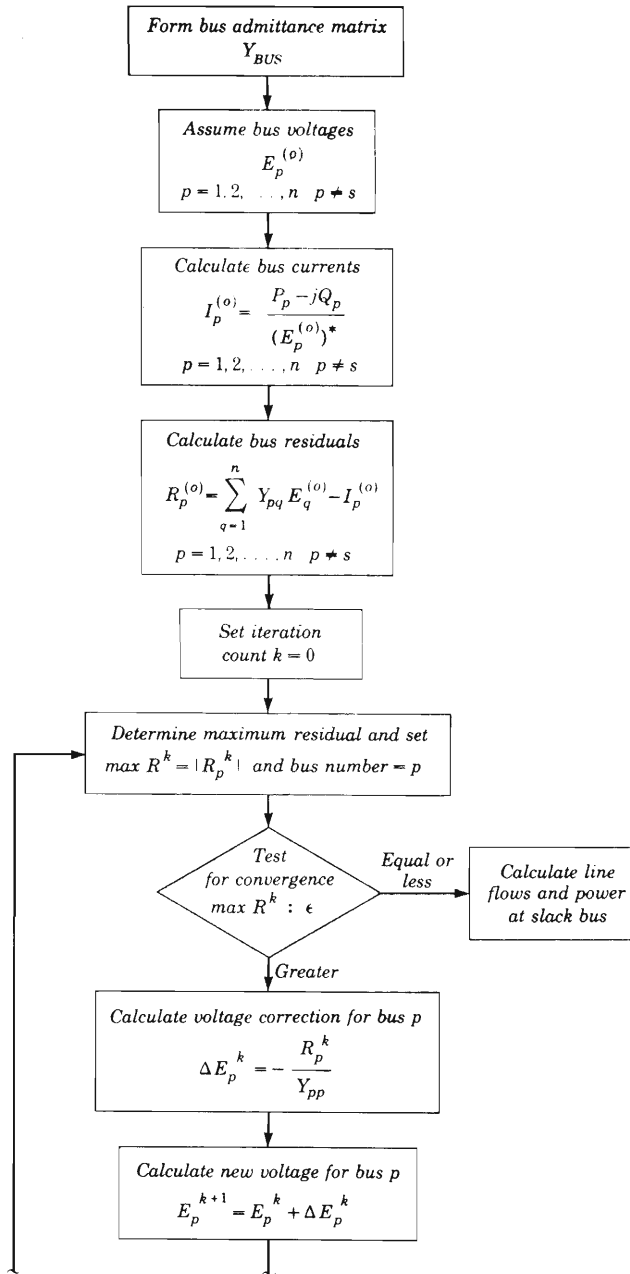 Form bus admittance matrix
Y_BUS
Assume bus voltages
E_p^(o)
p = 1, 2, . . . , n p ≠ s
Calculate bus currents
I_p^(o) = (P_p − jQ_p) / (E_p^(o))*
p = 1, 2, . . . , n p ≠ s
Calculate bus residuals
R_p^(o) = ∑_{q=1}^{n} Y_pq E_q^(o) − I_p^(o)
p = 1, 2, . . . , n p ≠ s
Set iteration
count k = 0
Determine maximum residual and set
max R^k = |R_p^k| and bus number = p
Test
for convergence
max R^k : ϵ
Equal or
less
Calculate line
flows and power
at slack bus
Greater
Calculate voltage correction for bus p
ΔE_p^k = − R_p^k / Y_pp
Calculate new voltage for bus p
E_p^{k+1} = E_p^k + ΔE_p^k